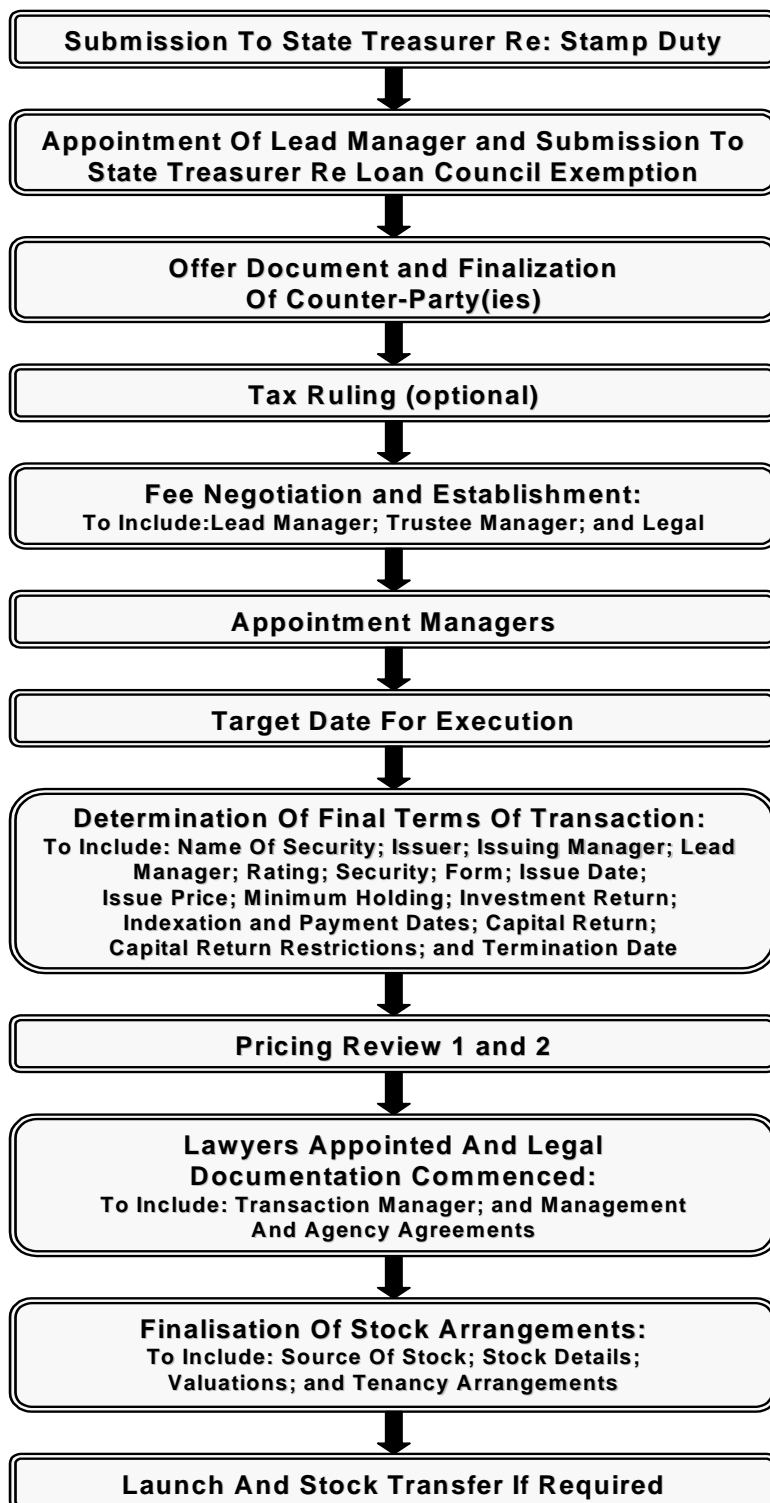 Submission To State Treasurer Re: Stamp Duty
Appointment Of Lead Manager and Submission To
State Treasurer Re Loan Council Exemption
Offer Document and Finalization
Of Counter-Party(ies)
Tax Ruling (optional)
Fee Negotiation and Establishment:
To Include:Lead Manager; Trustee Manager; and Legal
Appointment Managers
Target Date For Execution
Determination Of Final Terms Of Transaction:
To Include: Name Of Security; Issuer; Issuing Manager; Lead
Manager; Rating; Security; Form; Issue Date;
Issue Price; Minimum Holding; Investment Return;
Indexation and Payment Dates; Capital Return;
Capital Return Restrictions; and Termination Date
Pricing Review 1 and 2
Lawyers Appointed And Legal
Documentation Commenced:
To Include: Transaction Manager; and Management
And Agency Agreements
Finalisation Of Stock Arrangements:
To Include: Source Of Stock; Stock Details;
Valuations; and Tenancy Arrangements
Launch And Stock Transfer If Required